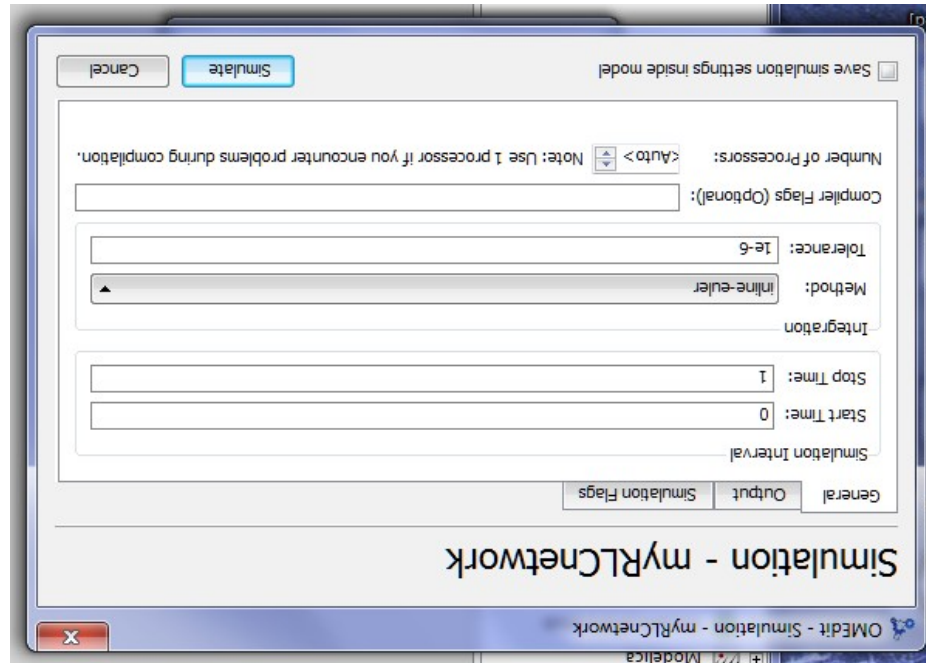 Modelica
OMEdit - Simulation - myRLCnetwork
X
Simulation - myRLCnetwork
General Output Simulation Flags
Simulation Interval
Start Time: 0
Stop Time: 1
Integration
Method: inline-euler
Tolerance: 1e-6
Compiler Flags (Optional):
Number of Processors: <Auto> Note: Use 1 processor if you encounter problems during compilation.
Save simulation settings inside model Simulate Cancel